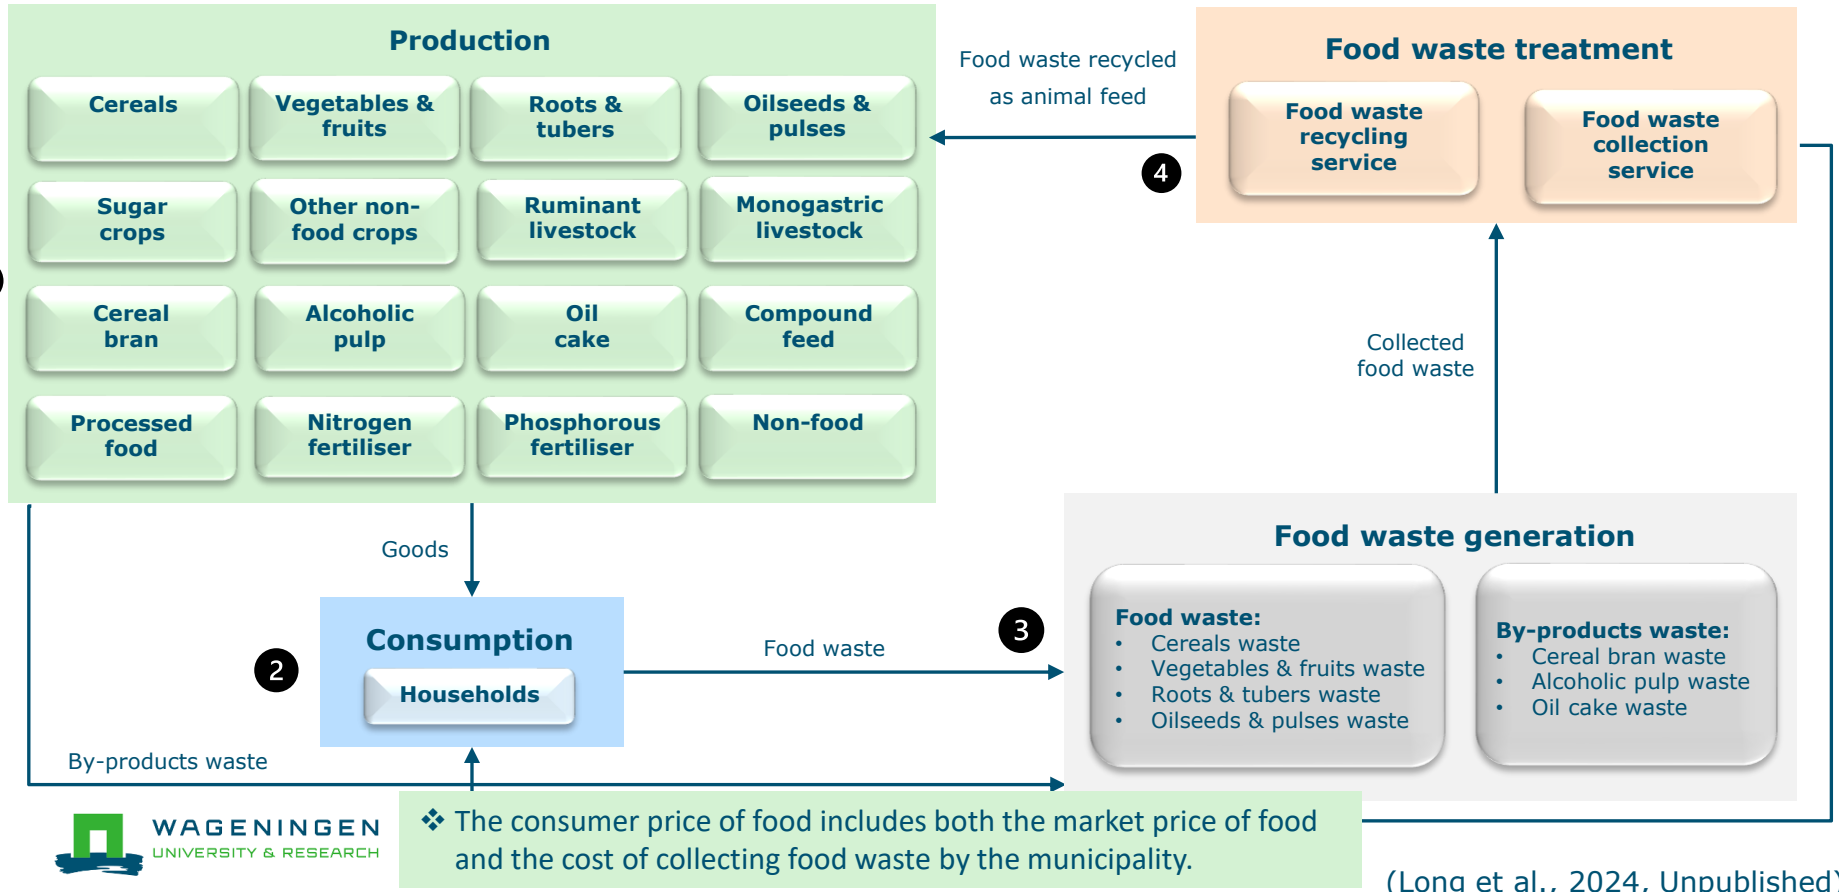 Production
Cereals
Vegetables &
fruits
Roots &
tubers
Oilseeds &
pulses
Sugar
crops
Other non-
food crops
Ruminant
livestock
Monogastric
livestock
Cereal
bran
Alcoholic
pulp
Oil
cake
Compound
feed
Processed
food
Nitrogen
fertiliser
Phosphorous
fertiliser
Non-food
Food waste recycled
as animal feed
4
Food waste treatment
Food waste
recycling
service
Food waste
collection
service
Collected
food waste
Goods
2
Consumption
Households
Food waste
3
Food waste generation
Food waste:
• Cereals waste
• Vegetables & fruits waste
• Roots & tubers waste
• Oilseeds & pulses waste
By-products waste:
• Cereal bran waste
• Alcoholic pulp waste
• Oil cake waste
By-products waste
WAGENINGEN
UNIVERSITY & RESEARCH
❖ The consumer price of food includes both the market price of food
and the cost of collecting food waste by the municipality.
(Long et al., 2024, Unpublished)